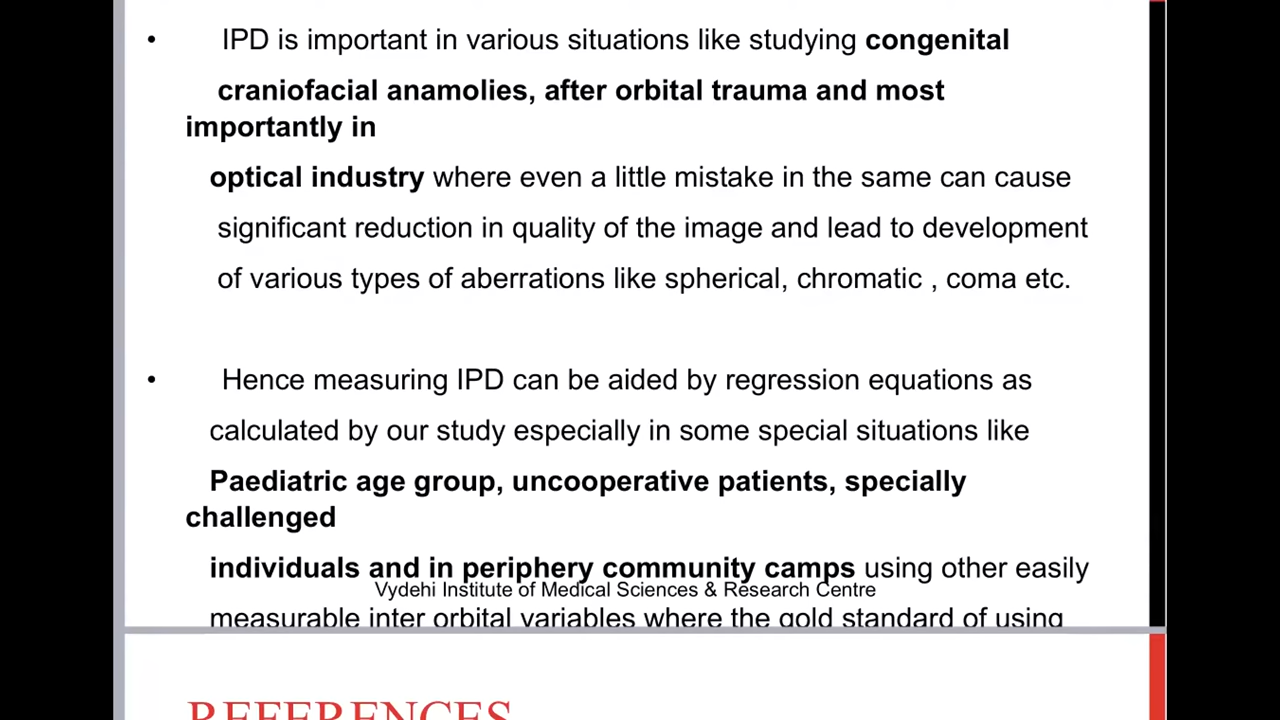 • IPD is important in various situations like studying congenital
craniofacial anamolies, after orbital trauma and most
importantly in
optical industry where even a little mistake in the same can cause
significant reduction in quality of the image and lead to development
of various types of aberrations like spherical, chromatic , coma etc.
• Hence measuring IPD can be aided by regression equations as
calculated by our study especially in some special situations like
Paediatric age group, uncooperative patients, specially
challenged
individuals and in periphery community camps using other easily
Vydehi Institute of Medical Sciences & Research Centre
measurable inter orbital variables where the gold standard of using
REFERENCES